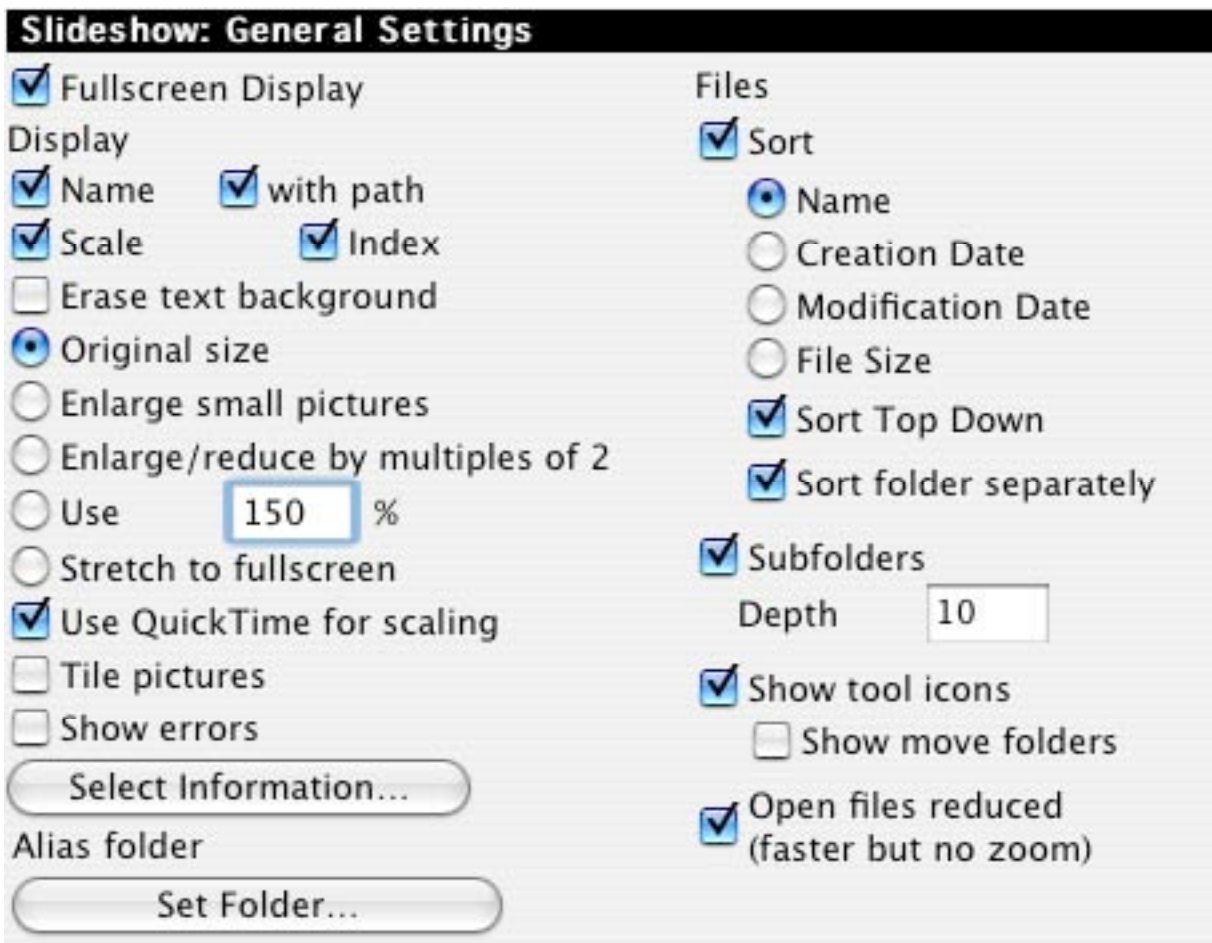 Slideshow: General Settings
Fullscreen Display
Display
Name with path
Scale Index
Erase text background
Original size
Enlarge small pictures
Enlarge/reduce by multiples of 2
Use 150 %
Stretch to fullscreen
Use QuickTime for scaling
Tile pictures
Show errors
Select Information...
Alias folder
Set Folder...
Files
Sort
Name
Creation Date
Modification Date
File Size
Sort Top Down
Sort folder separately
Subfolders
Depth 10
Show tool icons
Show move folders
Open files reduced
(faster but no zoom)